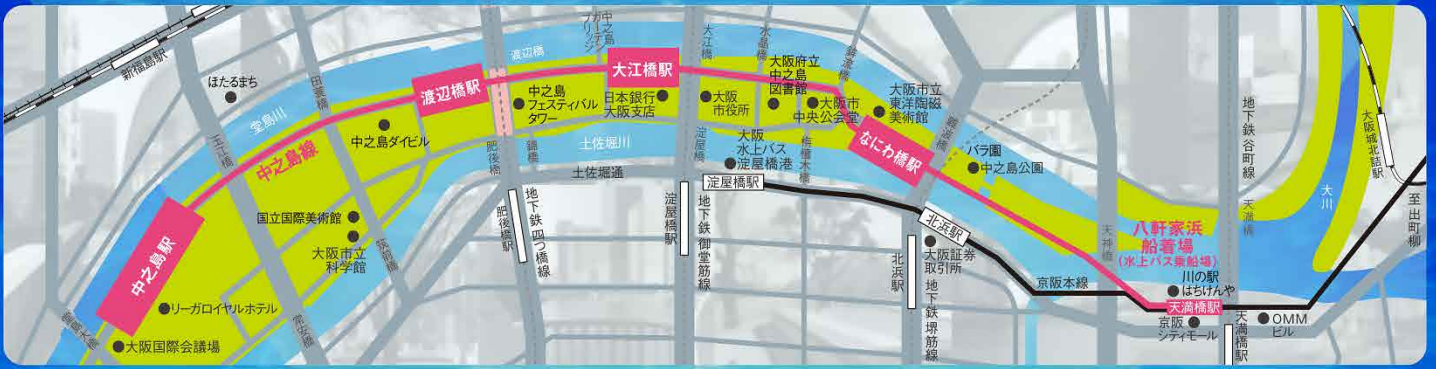 新福島駅
ほたるまち
堂島川
玉江橋
田蓑橋
中之島線
中之島駅
堂島大橋
リーガロイヤルホテル
大阪国際会議場
国立国際美術館
大阪市立
科学館
筑前橋
常安橋
中之島ダイビル
渡辺橋駅
渡辺橋
中之島
ガーデン
ブリッジ
中之島
フェスティバル
タワー
肥後橋
錦橋
土佐堀川
土佐堀通
肥後橋駅
地下鉄四つ橋線
大江橋駅
日本銀行
大阪支店
大江橋
大阪
市役所
淀屋橋
大阪
水上バス
淀屋橋港
淀屋橋駅
淀屋橋駅
地下鉄御堂筋線
水晶橋
大阪府立
中之島
図書館
大阪市
中央公会堂
栴檀木橋
鉾流橋
大阪市立
東洋陶磁
美術館
なにわ橋駅
難波橋
バラ園
中之島公園
北浜駅
大阪証券
取引所
北浜駅
地下鉄堺筋線
京阪本線
天神橋
八軒家浜
船着場
(水上バス乗船場)
川の駅
はちけんや
天満橋駅
京阪
シティモール
天満橋駅
OMM
ビル
地下鉄谷町線
天満橋
大川
大阪城北詰駅
至出町柳